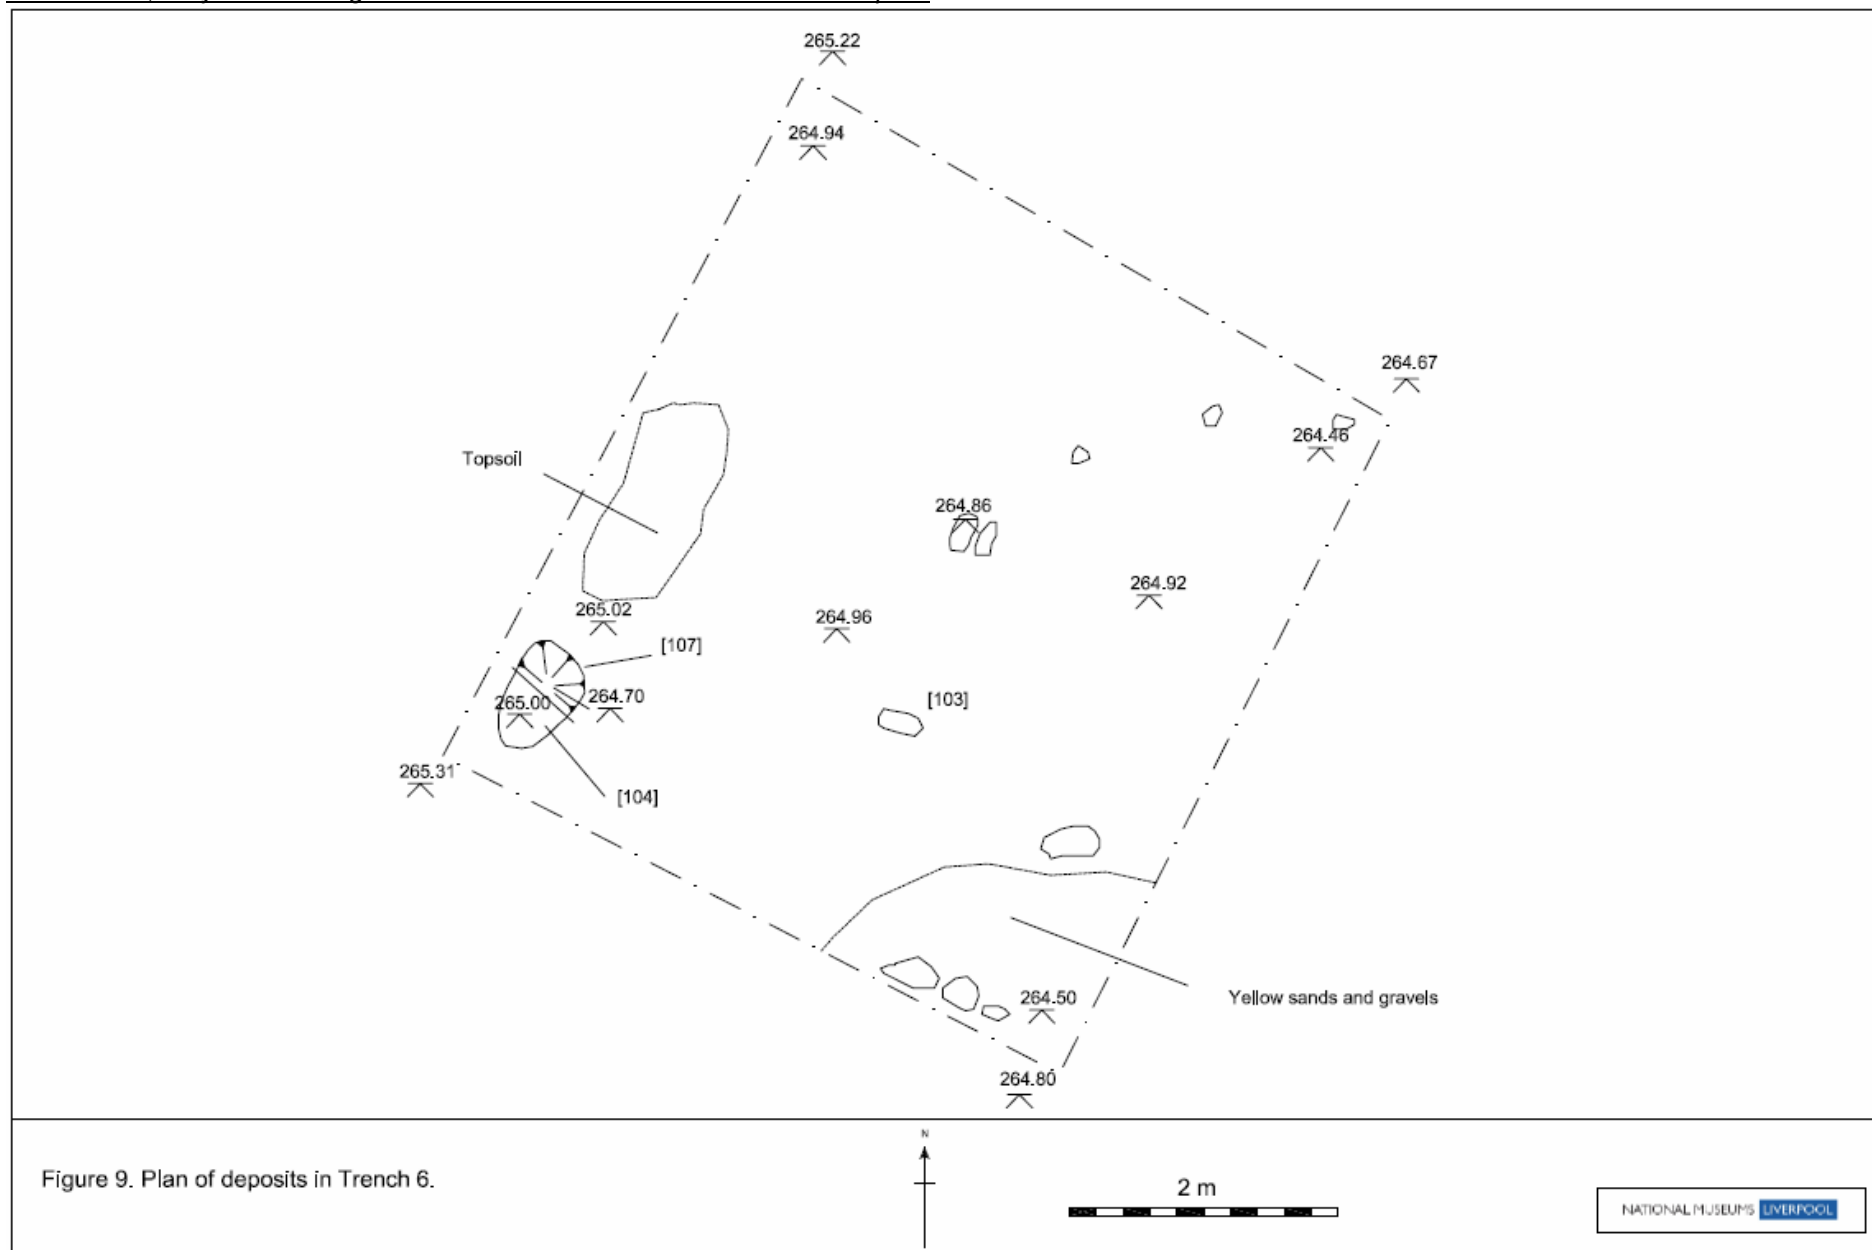 265.22
264.94
264.67
264.46
Topsoil
264.86
264.92
265.02
264.96
[107]
265.00
264.70
[103]
265.31
[104]
264.50
Yellow sands and gravels
264.80
N
Figure 9. Plan of deposits in Trench 6.
2 m
NATIONAL MUSEUMS LIVERPOOL